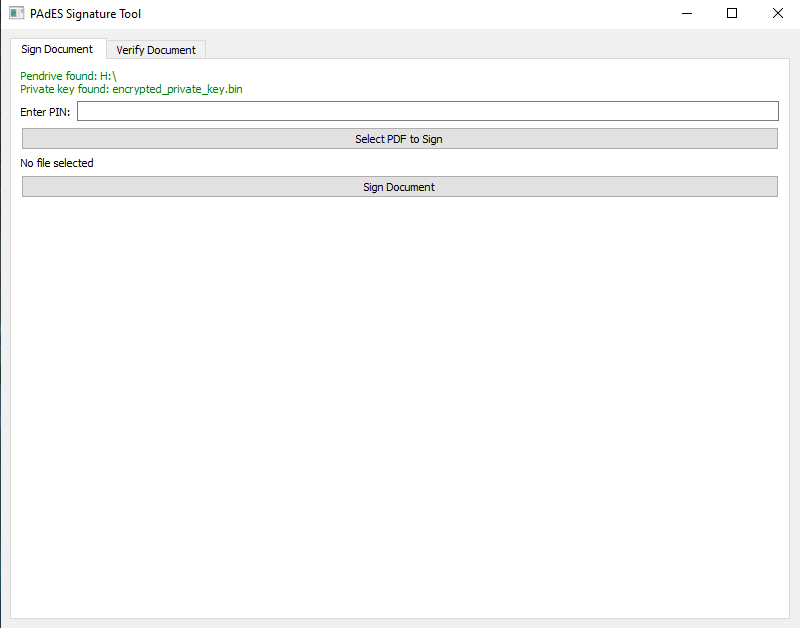 PAdES Signature Tool
Sign Document
Verify Document
Pendrive found: H:\
Private key found: encrypted_private_key.bin
Enter PIN:
Select PDF to Sign
No file selected
Sign Document